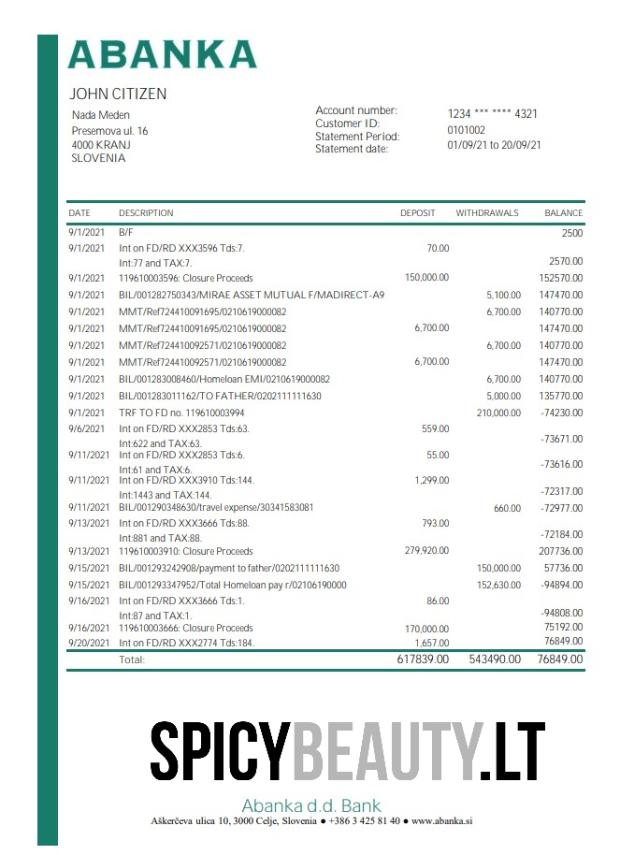 ABANKA
JOHN CITIZEN
Nada Meden
Presemova ul. 16
4000 KRANJ
SLOVENIA
Account number: 1234 *** **** 4321
Customer ID: 0101002
Statement Period: 01/09/21 to 20/09/21
Statement date:
DATE DESCRIPTION DEPOSIT WITHDRAWALS BALANCE
9/1/2021 B/F 2500
9/1/2021 Int on FD/RD XXX3596 Tds:7. 70.00
Int:77 and TAX:7. 2570.00
9/1/2021 119610003596: Closure Proceeds 150,000.00 152570.00
9/1/2021 BIL/001282750343/MIRAE ASSET MUTUAL F/MADIRECT-A9 5,100.00 147470.00
9/1/2021 MMT/Ref724410091695/0210619000082 6,700.00 140770.00
9/1/2021 MMT/Ref724410091695/0210619000082 6,700.00 147470.00
9/1/2021 MMT/Ref724410092571/0210619000082 6,700.00 140770.00
9/1/2021 MMT/Ref724410092571/0210619000082 6,700.00 147470.00
9/1/2021 BIL/001283008460/Homeloan EMI/0210619000082 6,700.00 140770.00
9/1/2021 BIL/001283011162/TO FATHER/0202111111630 5,000.00 135770.00
9/1/2021 TRF TO FD no. 119610003994 210,000.00 -74230.00
9/6/2021 Int on FD/RD XXX2853 Tds:63. 559.00
Int:622 and TAX:63. -73671.00
9/11/2021 Int on FD/RD XXX2853 Tds:6. 55.00
Int:61 and TAX:6. -73616.00
9/11/2021 Int on FD/RD XXX3910 Tds:144. 1,299.00
Int:1443 and TAX:144. -72317.00
9/11/2021 BIL/001290348630/travel expense/30341583081 660.00 -72977.00
9/13/2021 Int on FD/RD XXX3666 Tds:88. 793.00
Int:881 and TAX:88. -72184.00
9/13/2021 119610003910: Closure Proceeds 279,920.00 207736.00
9/15/2021 BIL/001293242908/payment to father/0202111111630 150,000.00 57736.00
9/15/2021 BIL/001293347952/Total Homeloan pay r/02106190000 152,630.00 -94894.00
9/16/2021 Int on FD/RD XXX3666 Tds:1. 86.00
Int:87 and TAX:1. -94808.00
9/16/2021 119610003666: Closure Proceeds 170,000.00 75192.00
9/20/2021 Int on FD/RD XXX2774 Tds:184. 1,657.00 76849.00
Total: 617839.00 543490.00 76849.00
SPICYBEAUTY.LT
Abanka d.d. Bank
Aškerčeva ulica 10, 3000 Celje, Slovenia ● +386 3 425 81 40 ● www.abanka.si